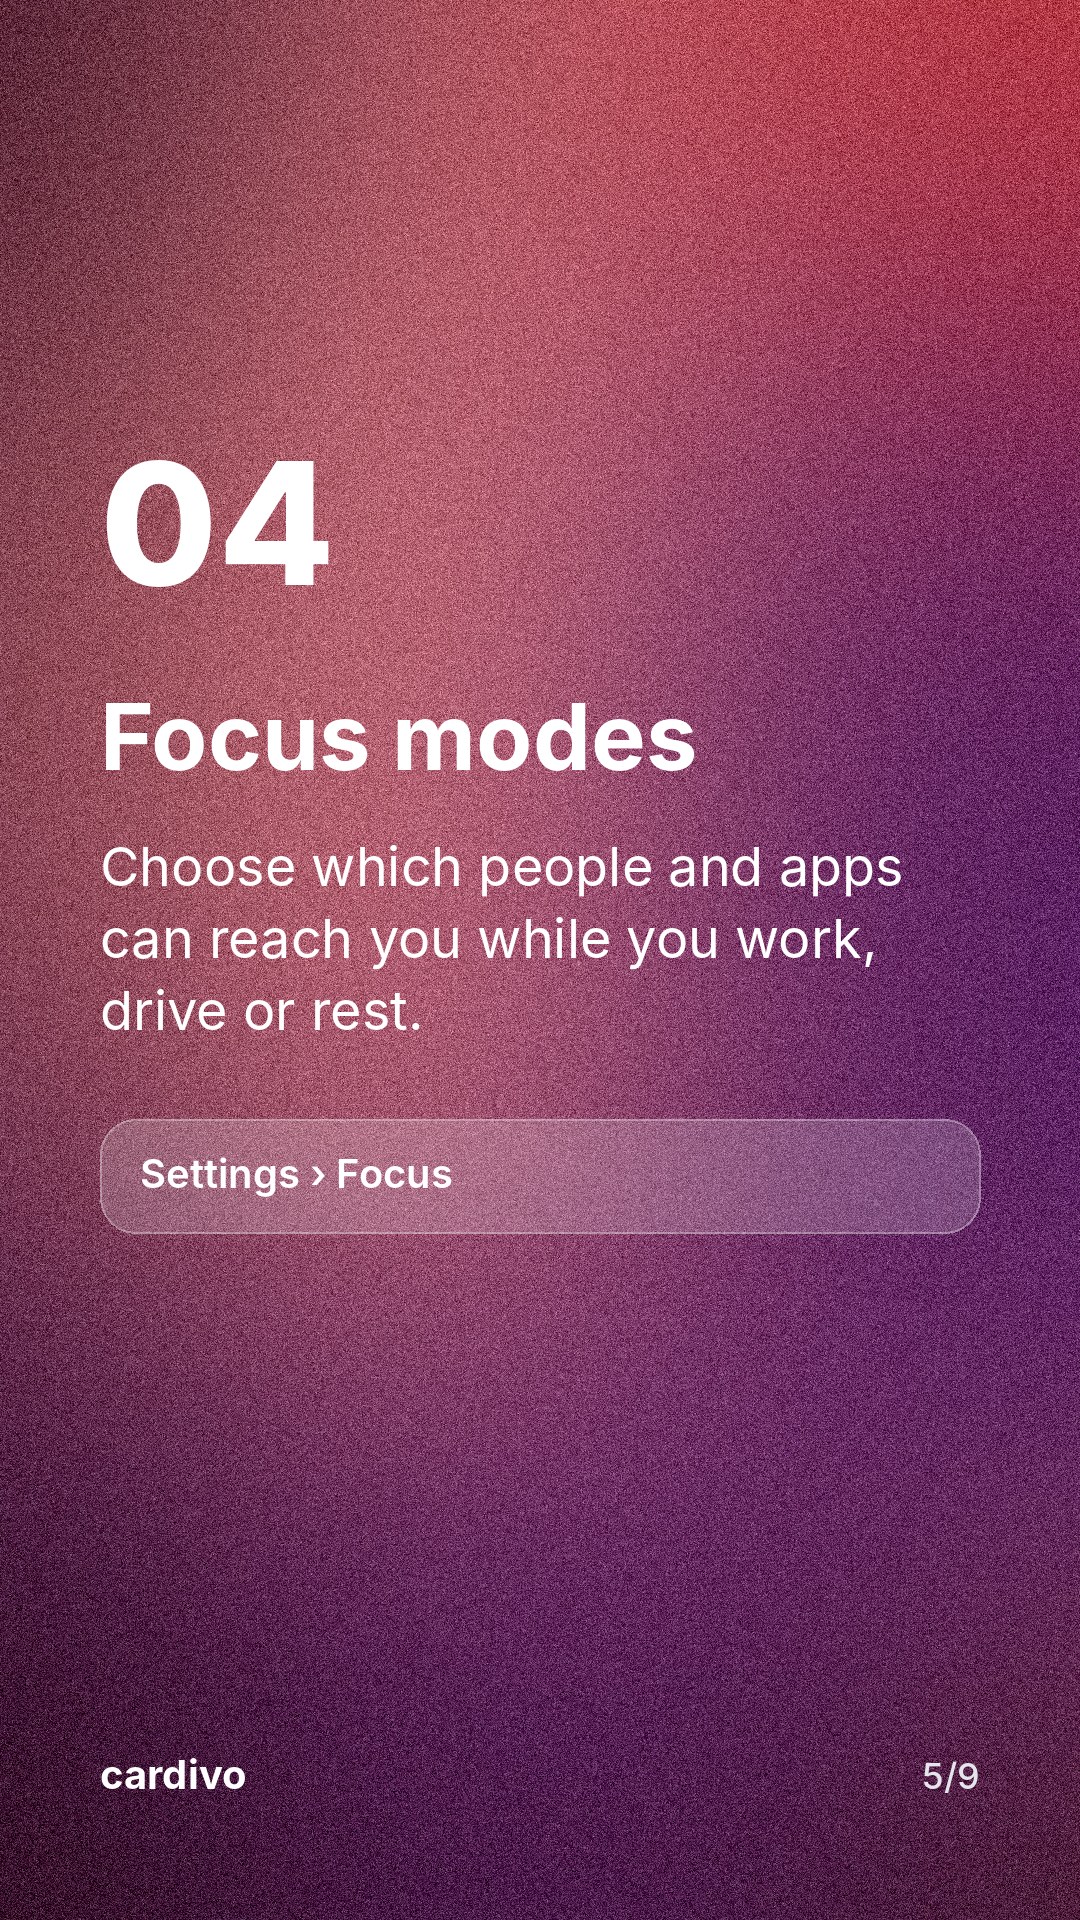 04
Focus modes
Choose which people and apps
can reach you while you work,
drive or rest.
Settings › Focus
cardivo
5/9